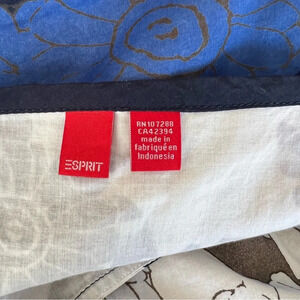 ESPRIT
RN107288
CA42394
made in
fabriqué en
Indonesia